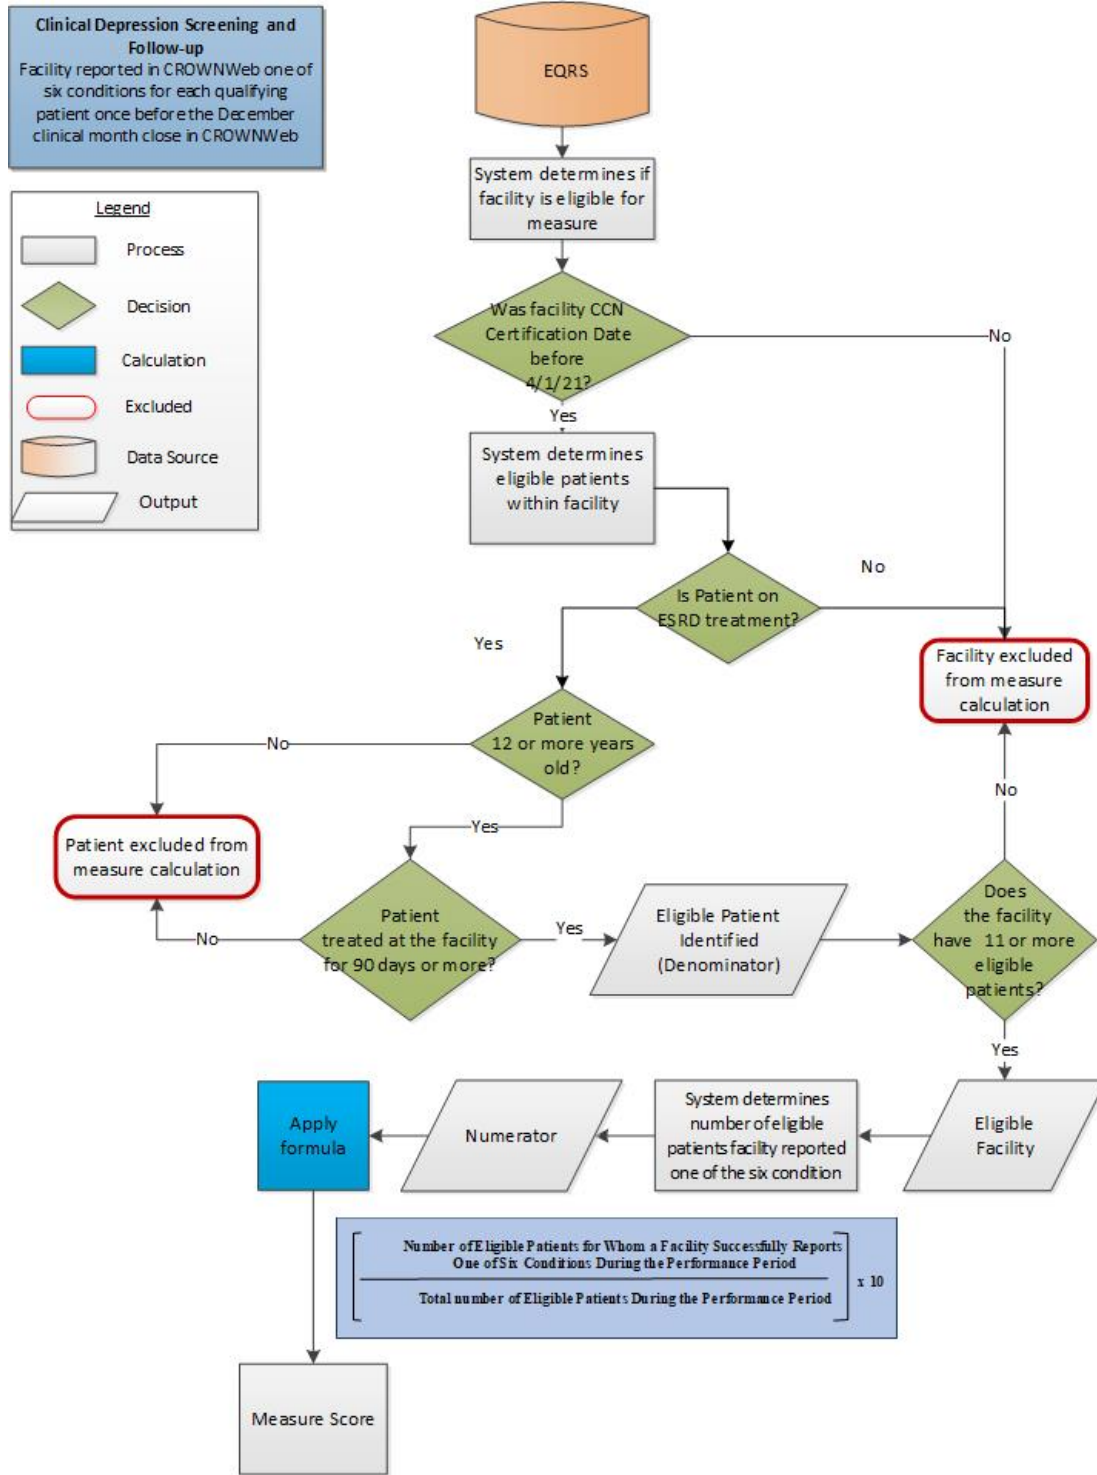 Clinical Depression Screening and
Follow-up
Facility reported in CROWNWeb one of
six conditions for each qualifying
patient once before the December
clinical month close in CROWNWeb
EQRS
Legend
Process
Decision
Calculation
Excluded
Data Source
Output
System determines if
facility is eligible for
measure
Was facility CCN
Certification Date
before
4/1/21?
No
Yes
System determines
eligible patients
within facility
Is Patient on
ESRD treatment?
No
Yes
Facility excluded
from measure
calculation
Patient
12 or more years
old?
No
Yes
No
Patient excluded from
measure calculation
Patient
treated at the facility
for 90 days or more?
No
Yes
Eligible Patient
Identified
(Denominator)
Does
the facility
have 11 or more
eligible
patients?
Yes
Eligible
Facility
System determines
number of eligible
patients facility reported
one of the six condition
Numerator
Apply
formula
Number of Eligible Patients for Whom a Facility Successfully Reports
One of Six Conditions During the Performance Period
x 10
Total number of Eligible Patients During the Performance Period
Measure Score